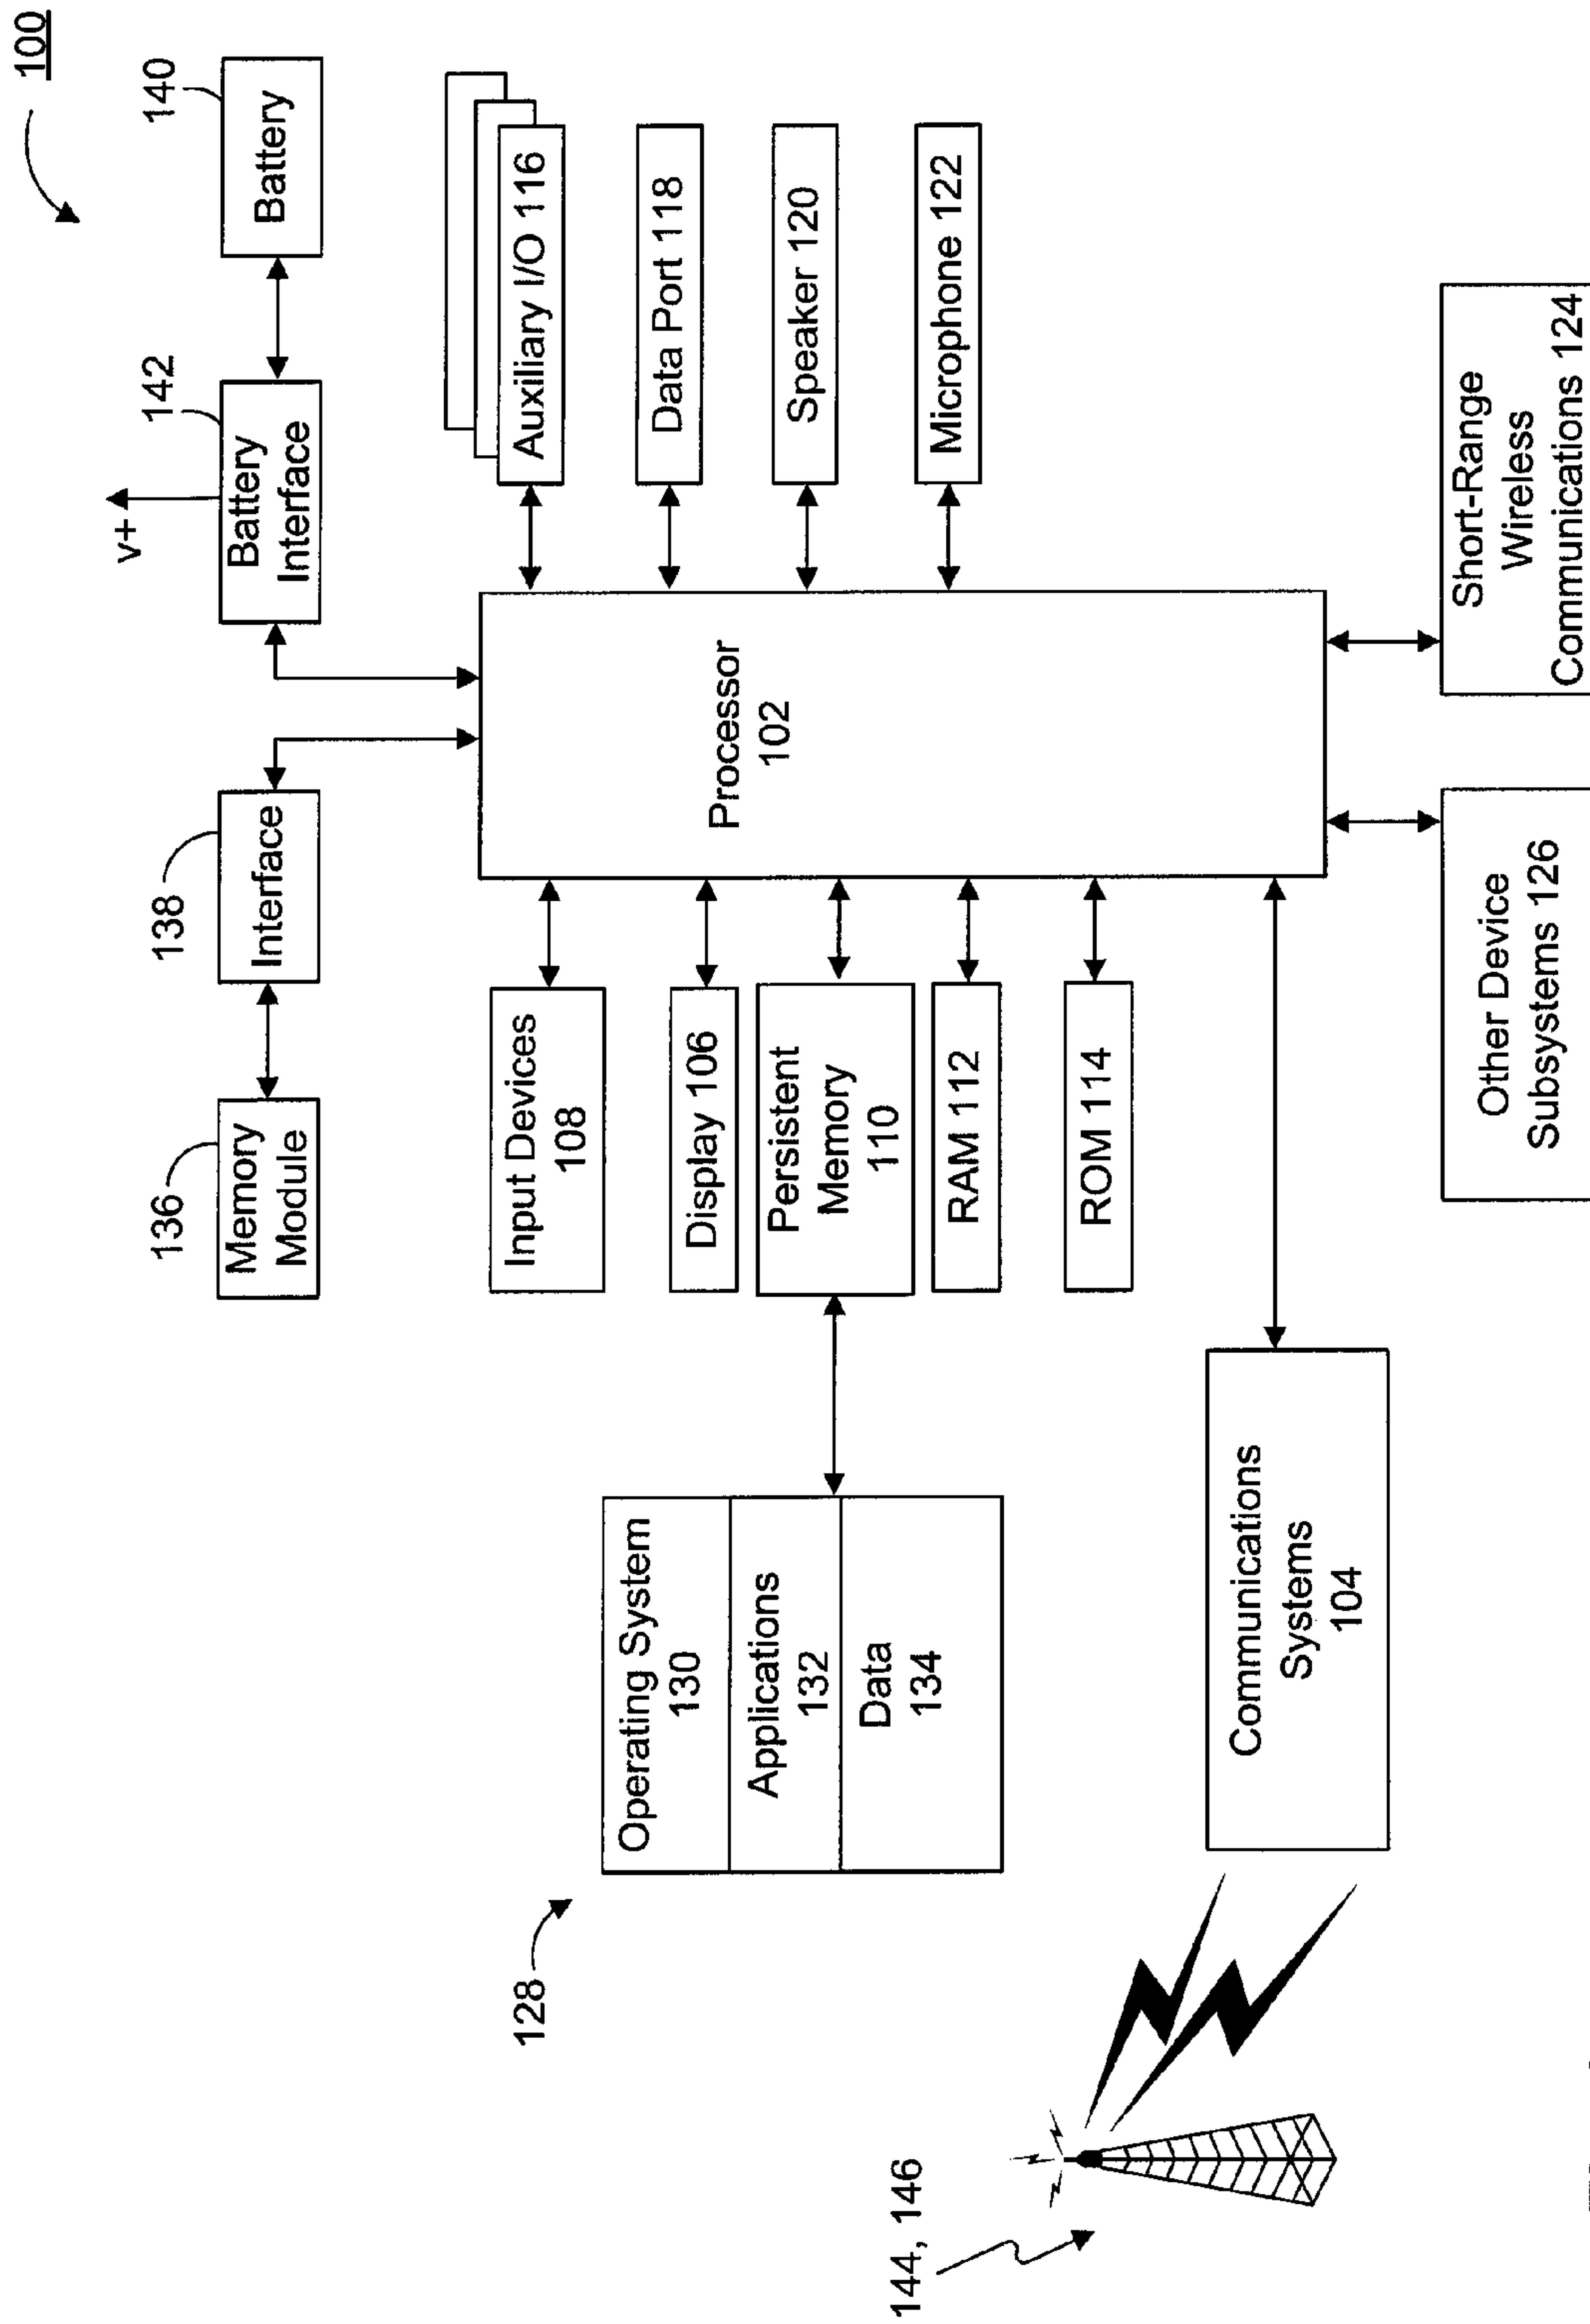 100
v+
136
138
142
140
Memory
Module
Interface
Battery
Interface
Battery
128
Operating System
130
Applications
132
Data
134
Input Devices
108
Display 106
Persistent
Memory
110
RAM 112
ROM 114
Processor
102
Auxiliary I/O 116
Data Port 118
Speaker 120
Microphone 122
144, 146
Communications
Systems
104
Other Device
Subsystems 126
Short-Range
Wireless
Communications 124